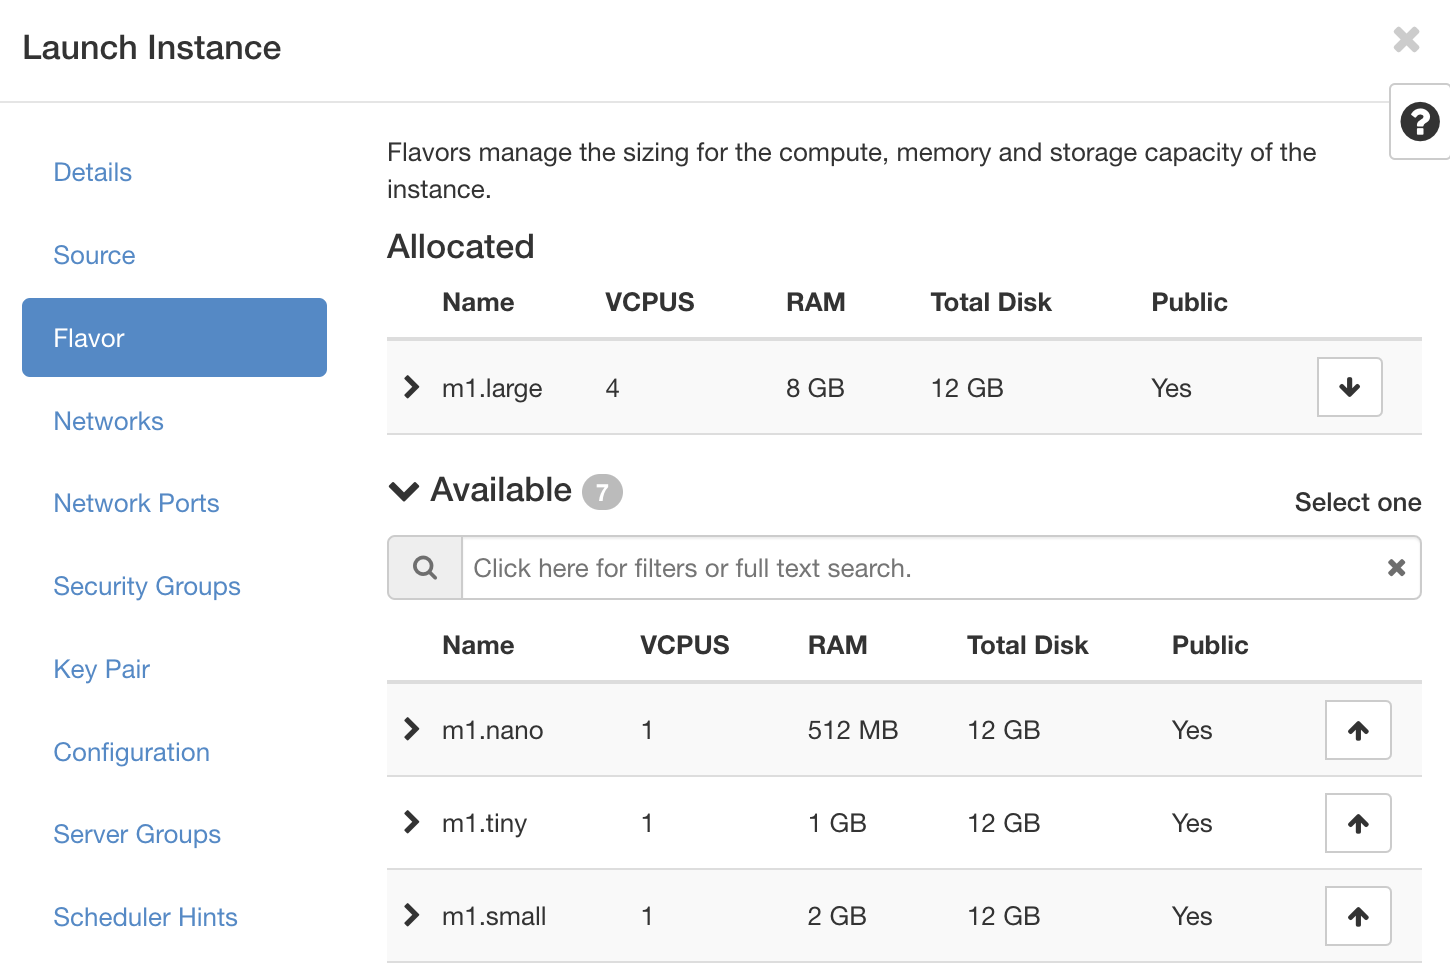 Launch Instance
Details
Source
Flavor
Networks
Network Ports
Security Groups
Key Pair
Configuration
Server Groups
Scheduler Hints
Flavors manage the sizing for the compute, memory and storage capacity of the
instance.
Allocated
Name VCPUS RAM Total Disk Public
m1.large 4 8 GB 12 GB Yes
Available 7
Select one
Click here for filters or full text search.
Name VCPUS RAM Total Disk Public
m1.nano 1 512 MB 12 GB Yes
m1.tiny 1 1 GB 12 GB Yes
m1.small 1 2 GB 12 GB Yes